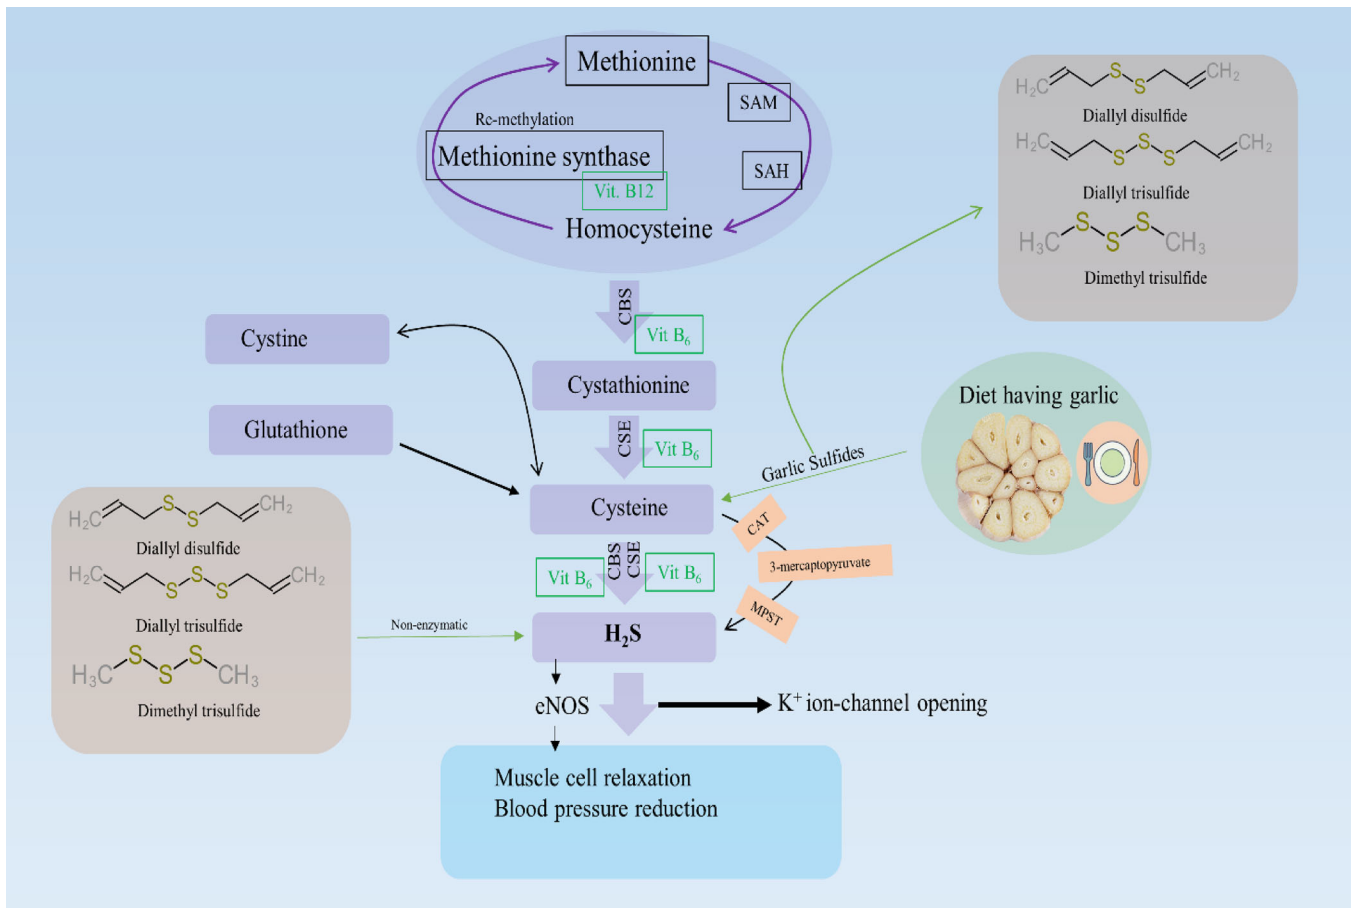 Methionine
SAM
Re-methylation
Methionine synthase
SAH
Vit. B12
Homocysteine
H₂C S S CH₂
Diallyl disulfide
H₂C S S S CH₂
Diallyl trisulfide
H₃C S S S CH₃
Dimethyl trisulfide
CBS
Vit B₆
Cystine
Cystathionine
Glutathione
CSE
Vit B₆
Diet having garlic
Garlic Sulfides
Cysteine
CAT
3-mercaptopyruvate
MPST
CBS
CSE
Vit B₆
Vit B₆
H₂C S S CH₂
Diallyl disulfide
H₂C S S S CH₂
Diallyl trisulfide
H₃C S S S CH₃
Dimethyl trisulfide
Non-enzymatic
H₂S
eNOS
K⁺ ion-channel opening
Muscle cell relaxation
Blood pressure reduction